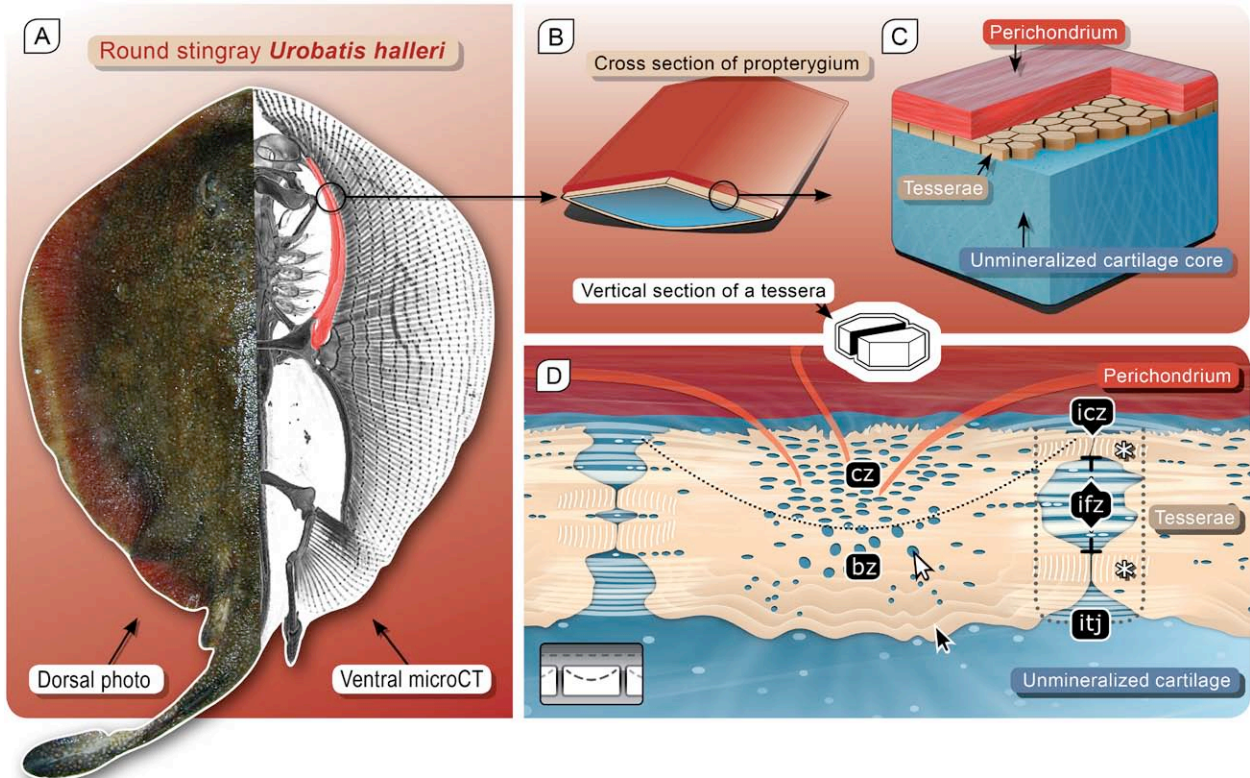 A
Round stingray Urobatis halleri
Dorsal photo
Ventral microCT
B
Cross section of propterygium
C
Perichondrium
Tesserae
Unmineralized cartilage core
Vertical section of a tessera
D
Perichondrium
icz
*
cz
ifz
Tesserae
bz
*
itj
Unmineralized cartilage